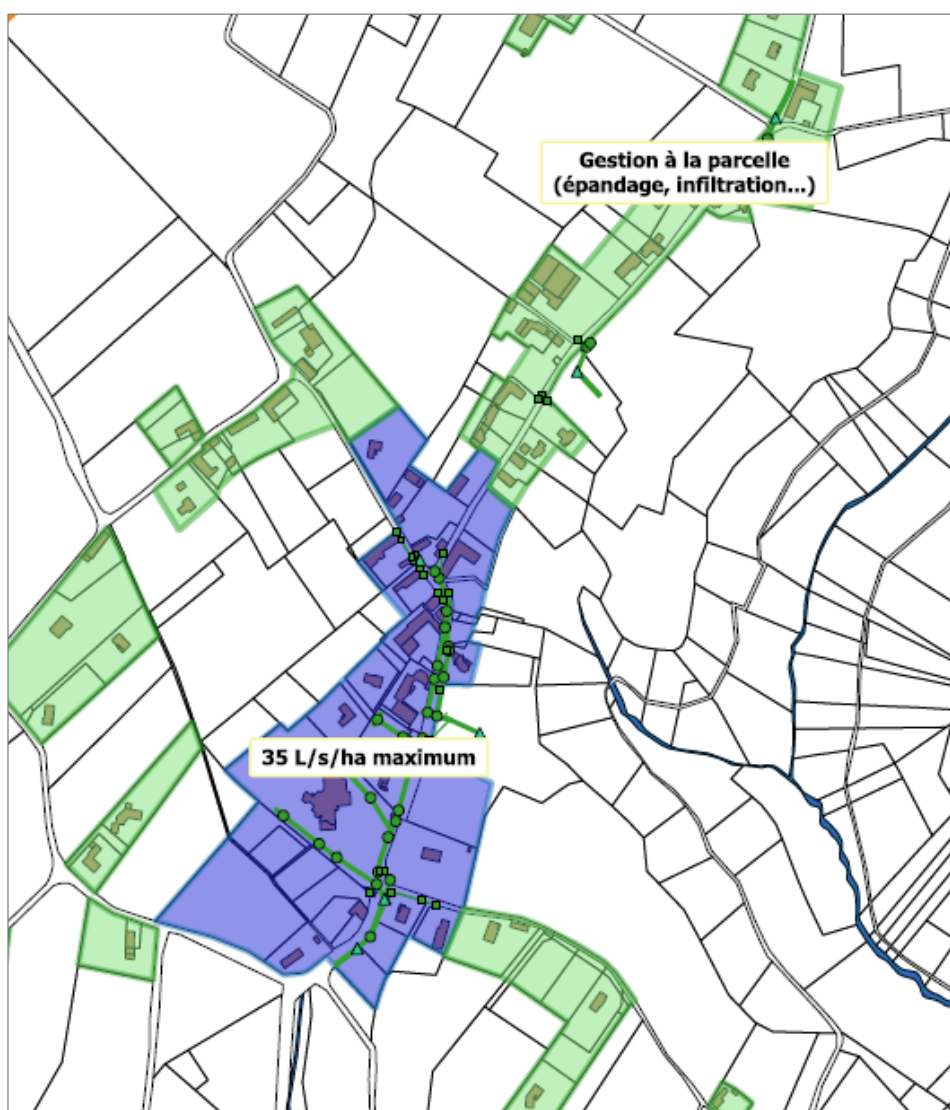 Gestion à la parcelle
(épandage, infiltration...)
35 L/s/ha maximum